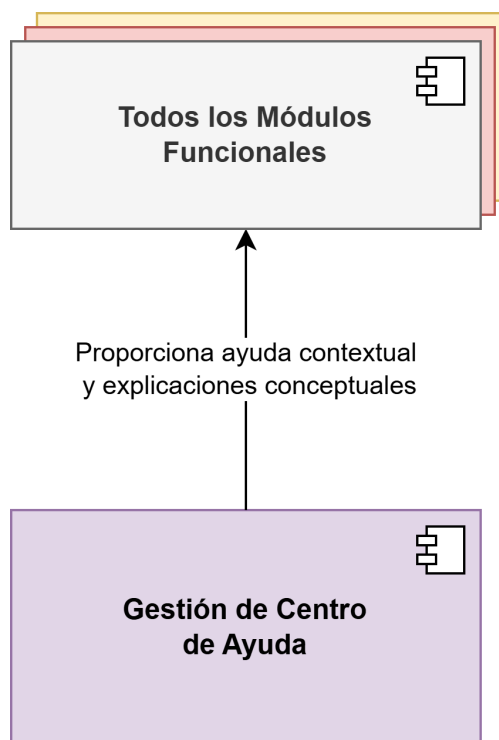 Todos los Módulos
Funcionales
Proporciona ayuda contextual
y explicaciones conceptuales
Gestión de Centro
de Ayuda